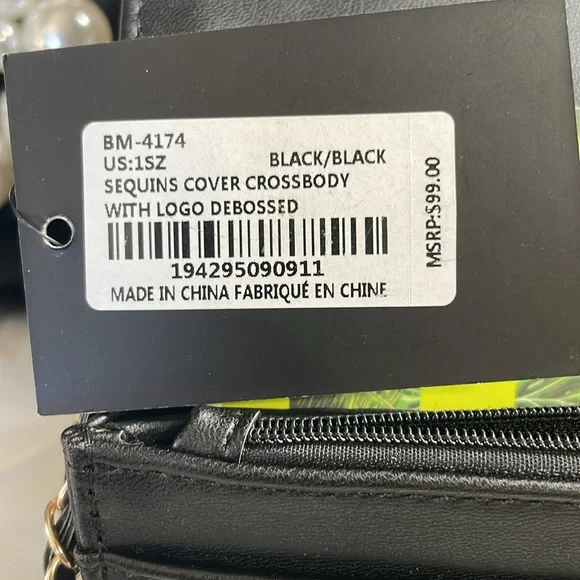 BM-4174
US:1SZ BLACK/BLACK
SEQUINS COVER CROSSBODY
WITH LOGO DEBOSSED
194295090911
MADE IN CHINA FABRIQUÉ EN CHINE
MSRP:$99.00